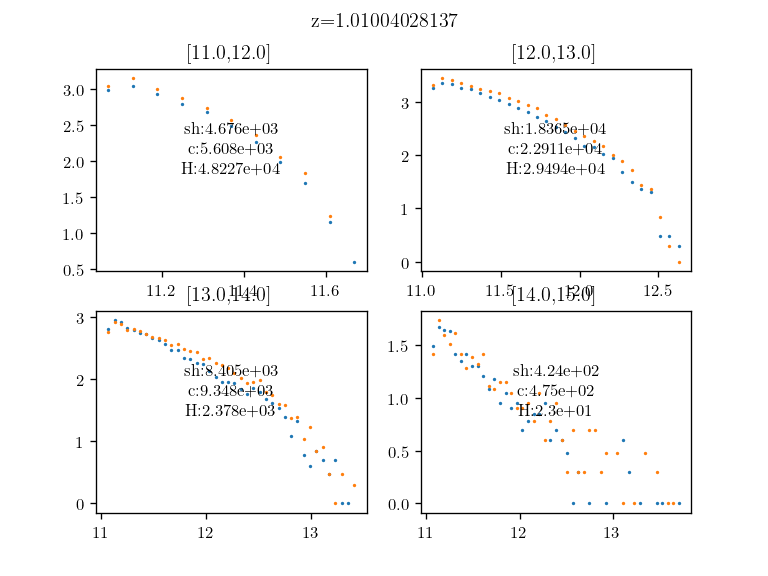 z=1.01004028137
[11.0,12.0]
[12.0,13.0]
3.0
2.5
2.0
1.5
1.0
0.5
sh:4.676e+03
c:5.608e+03
H:4.8227e+04
11.2
11.4
11.6
3
2
1
0
sh:1.8365e+04
c:2.2911e+04
H:2.9494e+04
11.0
11.5
12.0
12.5
[13.0,14.0]
[14.0,15.0]
3
2
1
0
sh:8.405e+03
c:9.348e+03
H:2.378e+03
11
12
13
1.5
1.0
0.5
0.0
sh:4.24e+02
c:4.75e+02
H:2.3e+01
11
12
13